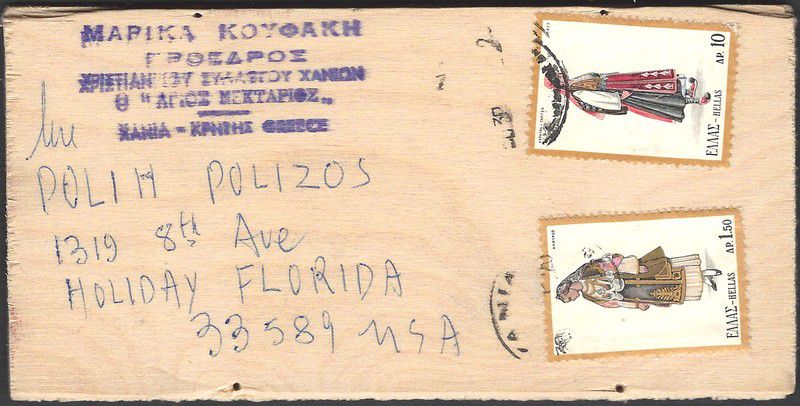 ΜΑΡΙΚΑ ΚΟΥΦΑΚΗ
ΠΡΟΕΔΡΟΣ
ΧΡΙΣΤΙΑΝΙΚΟΥ ΣΥΛΛΟΓΟΥ ΧΑΝΙΩΝ
Ο "ΑΓΙΟΣ ΝΕΚΤΑΡΙΟΣ„
ΧΑΝΙΑ - ΚΡΗΤΗΣ GREECE
POLIH POLIZOS
1319 8th Ave
HOLIDAY FLORIDA
33589 USA
ΔΡ. 10
ΕΛΛΑΣ-HELLAS
ΔΡ. 1.50
ΕΛΛΑΣ-HELLAS